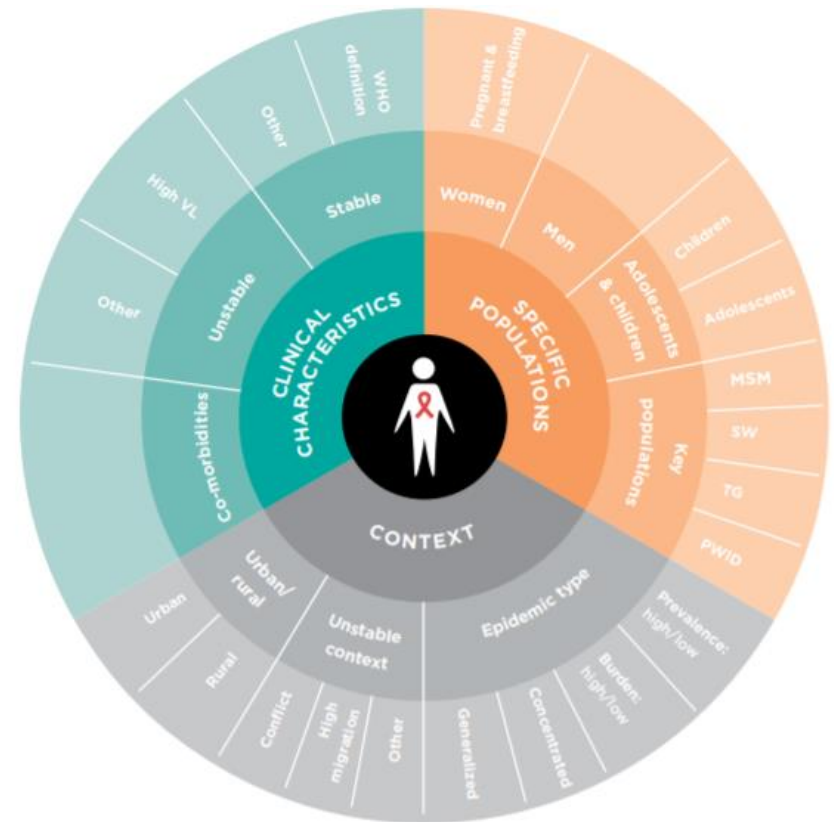 CLINICAL
CHARACTERISTICS
Stable
WHO
definition
Other
Unstable
High VL
Other
Co-morbidities
SPECIFIC
POPULATIONS
Women
Pregnant &
breastfeeding
Men
Adolescents
& children
Children
Adolescents
Key
populations
MSM
SW
TG
PWID
CONTEXT
Urban/
rural
Urban
Rural
Unstable
context
Conflict
High
migration
Other
Epidemic type
Generalized
Concentrated
Burden:
high/low
Prevalence:
high/low